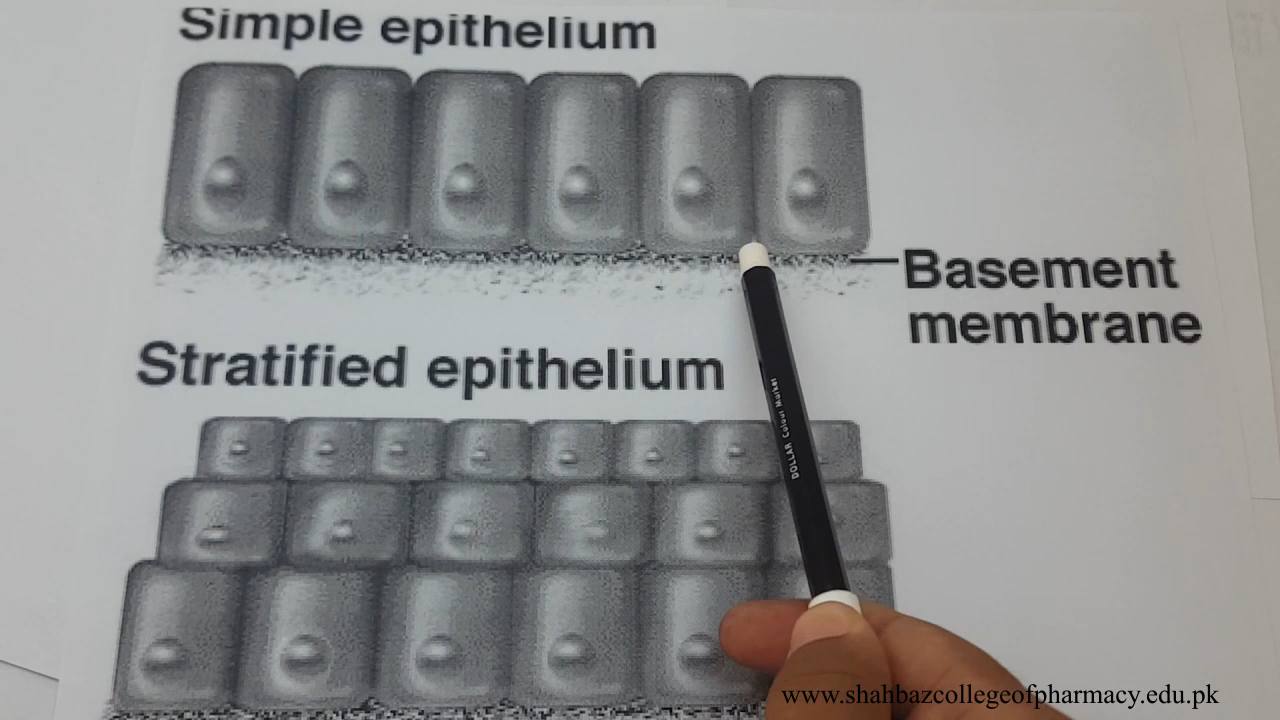 Simple epithelium
Basement
membrane
Stratified epithelium
DOLLAR Colour Marker
www.shahbazcollegeofpharmacy.edu.pk